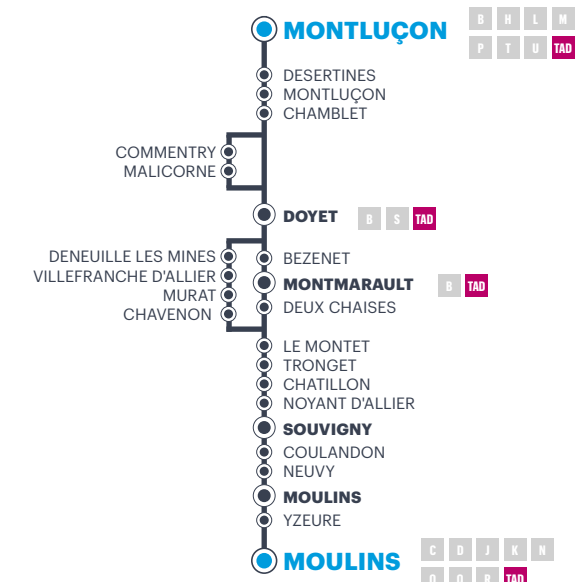 MONTLUÇON
B H L M
P T U TAD
DESERTINES
MONTLUÇON
CHAMBLET
COMMENTRY
MALICORNE
DOYET B S TAD
DENEUILLE LES MINES
BEZENET
VILLEFRANCHE D'ALLIER
MONTMARAULT B TAD
MURAT
DEUX CHAISES
CHAVENON
LE MONTET
TRONGET
CHATILLON
NOYANT D'ALLIER
SOUVIGNY
COULANDON
NEUVY
MOULINS
YZEURE
MOULINS
C D J K N
TAD